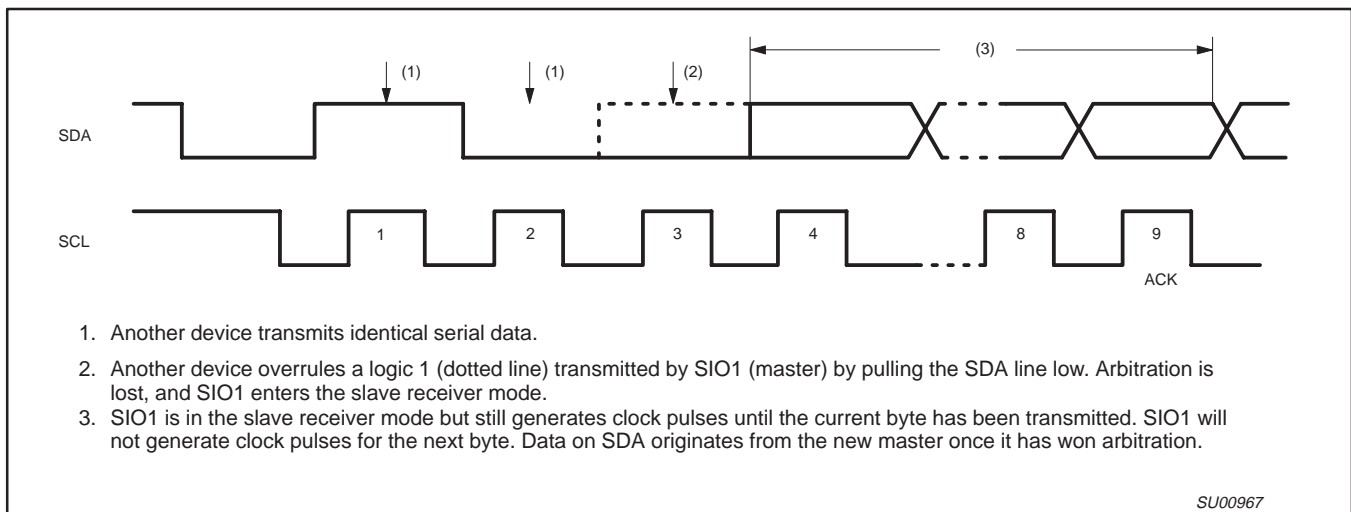 (3)
(1) (1) (2)
SDA
SCL
1 2 3 4 8 9
ACK
1. Another device transmits identical serial data.
2. Another device overrules a logic 1 (dotted line) transmitted by SIO1 (master) by pulling the SDA line low. Arbitration is
lost, and SIO1 enters the slave receiver mode.
3. SIO1 is in the slave receiver mode but still generates clock pulses until the current byte has been transmitted. SIO1 will
not generate clock pulses for the next byte. Data on SDA originates from the new master once it has won arbitration.
SU00967